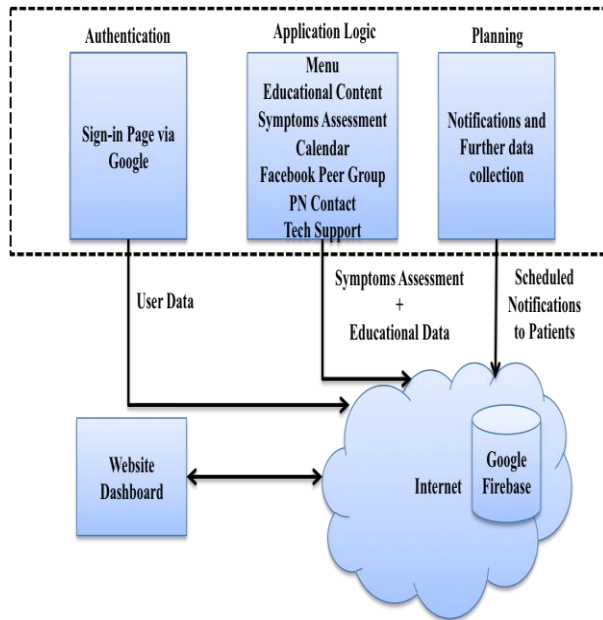 Authentication
Application Logic
Planning
Sign-in Page via
Google
Menu
Educational Content
Symptoms Assessment
Calendar
Facebook Peer Group
PN Contact
Tech Support
Notifications and
Further data
collection
User Data
Symptoms Assessment
+
Educational Data
Scheduled
Notifications
to Patients
Website
Dashboard
Internet
Google
Firebase